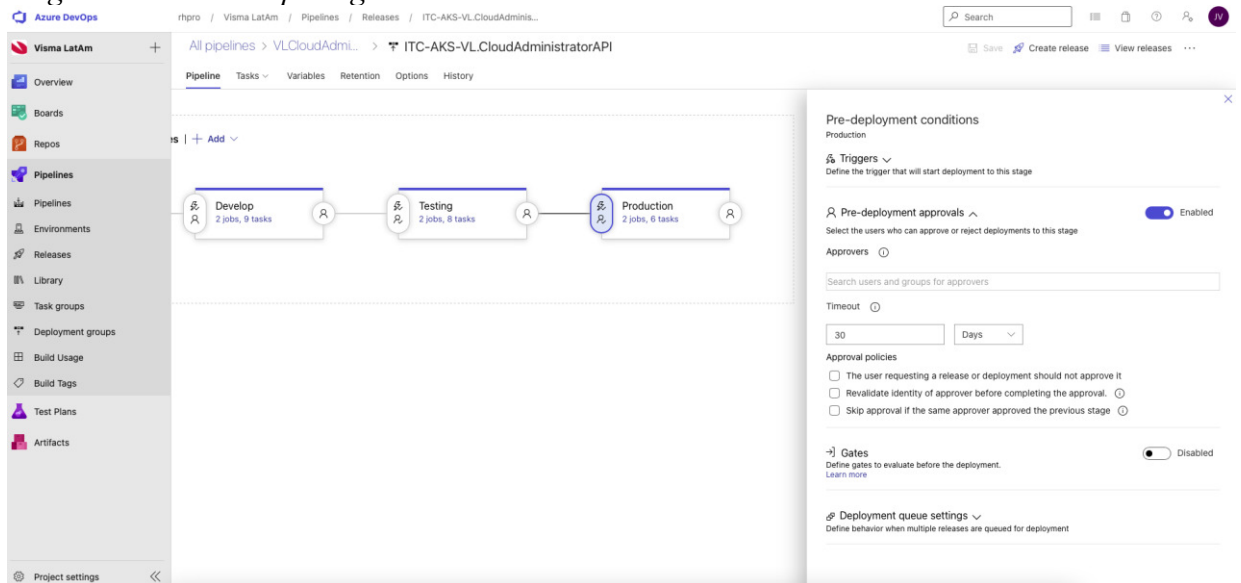 Azure DevOps
rhpro / Visma LatAm / Pipelines / Releases / ITC-AKS-VL.CloudAdminis...
Search
JV
Visma LatAm
All pipelines > VLCloudAdmi... > ITC-AKS-VL.CloudAdministratorAPI
Save Create release View releases ...
Pipeline Tasks Variables Retention Options History
Overview
Boards
Repos
Pipelines
Pipelines
Environments
Releases
Library
Task groups
Deployment groups
Build Usage
Build Tags
Test Plans
Artifacts
Project settings
es | + Add
Develop
2 jobs, 9 tasks
Testing
2 jobs, 8 tasks
Production
2 jobs, 6 tasks
Pre-deployment conditions
Production
Triggers
Define the trigger that will start deployment to this stage
Pre-deployment approvals
Enabled
Select the users who can approve or reject deployments to this stage
Approvers
Search users and groups for approvers
Timeout
30 Days
Approval policies
The user requesting a release or deployment should not approve it
Revalidate identity of approver before completing the approval.
Skip approval if the same approver approved the previous stage
Gates
Disabled
Define gates to evaluate before the deployment.
Learn more
Deployment queue settings
Define behavior when multiple releases are queued for deployment